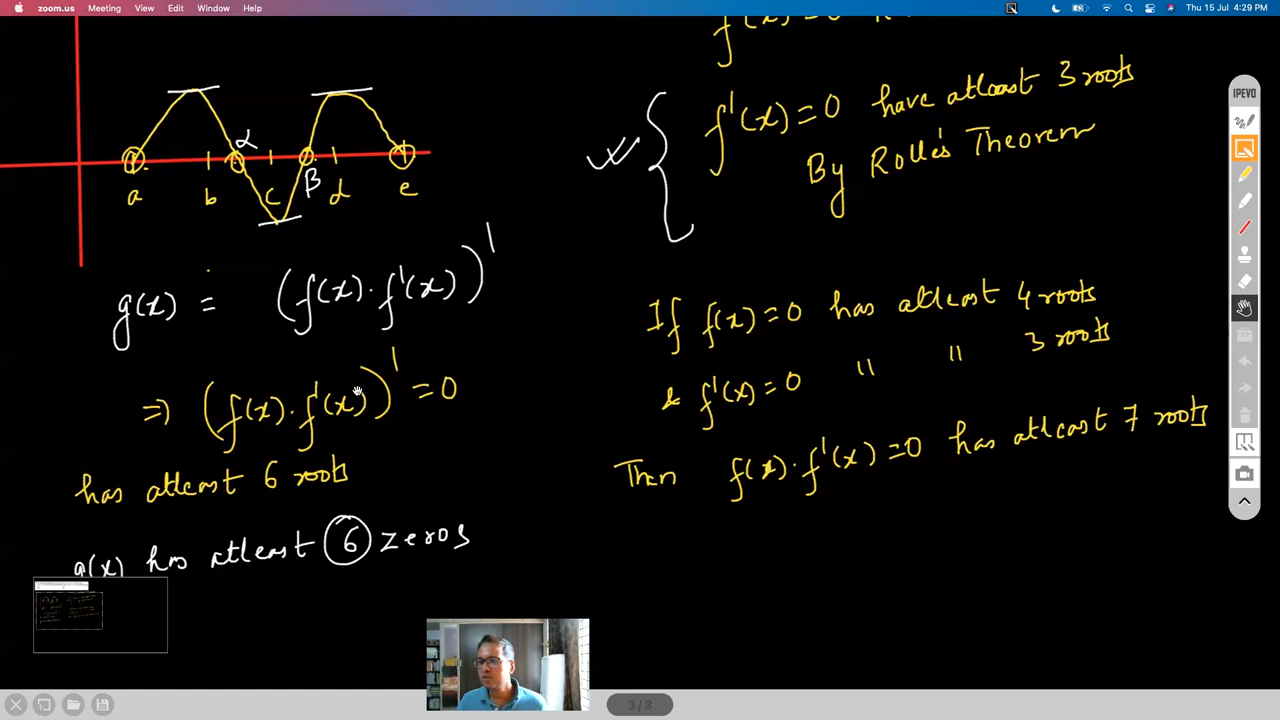 zoom.us Meeting View Edit Window Help
Thu 15 Jul 4:29 PM
IPEVO
f'(x)=0 have atleast 3 roots
By Rolle's Theorem
α
β
a b c d e
g(x) = (f(x).f'(x))'
⇒ (f(x).f'(x))' =0
has atleast 6 roots
g(x) has atleast 6 zeros
If f(x)=0 has atleast 4 roots
& f'(x)=0 " " 3 roots
Then f(x).f'(x)=0 has atleast 7 roots
3 / 3